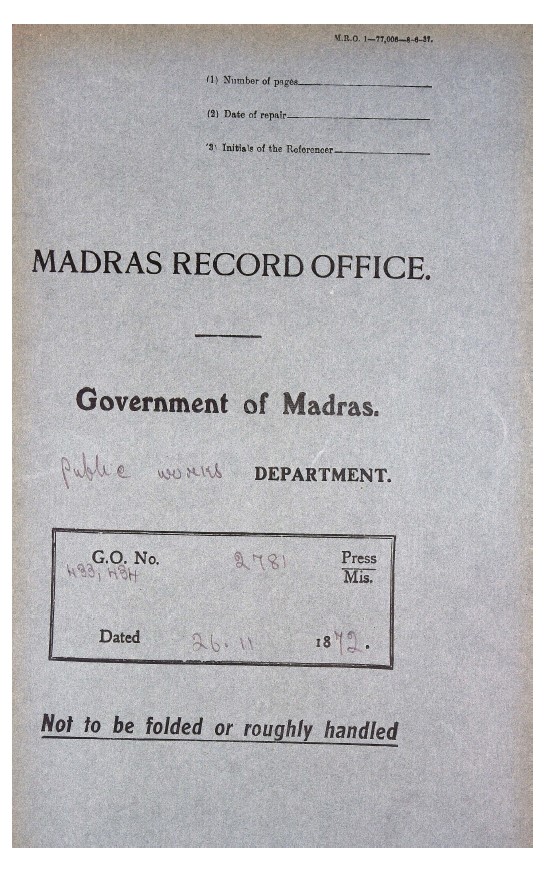 M.R.O. 1—77,006—8-6-37.
(1) Number of pages
(2) Date of repair
(3) Initials of the Referencer
MADRAS RECORD OFFICE.
Government of Madras.
Public works DEPARTMENT.
G.O. No. 2781 Press
433, 434 Mis.
Dated 26. 11 1872.
Not to be folded or roughly handled